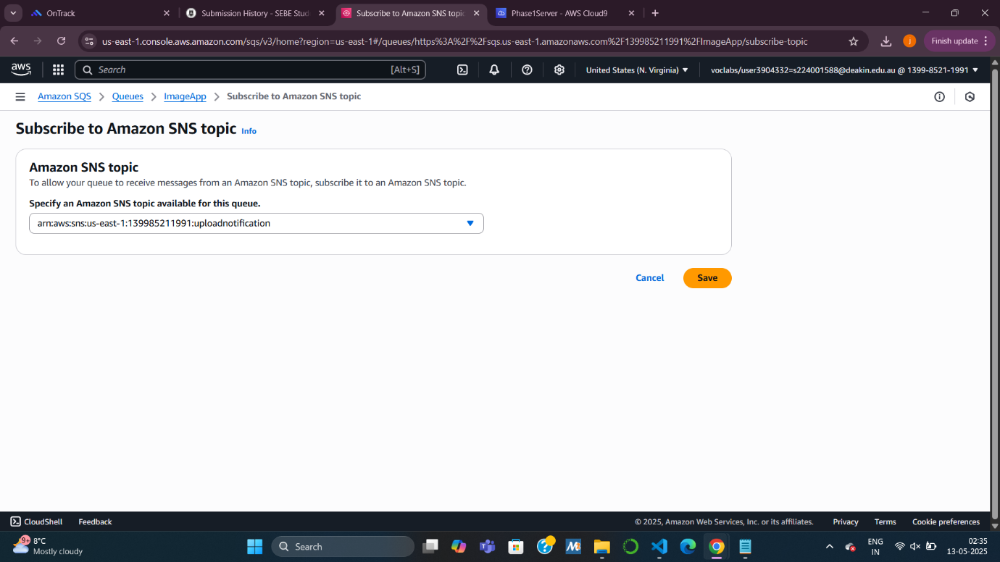 OnTrack
Submission History - SEBE Stud
Subscribe to Amazon SNS topic
Phase1Server - AWS Cloud9
us-east-1.console.aws.amazon.com/sqs/v3/home?region=us-east-1#/queues/https%3A%2F%2Fsqs.us-east-1.amazonaws.com%2F139985211991%2FImageApp/subscribe-topic
j
Finish update
aws
Search
[Alt+S]
United States (N. Virginia)
voclabs/user3904332=s224001588@deakin.edu.au @ 1399-8521-1991
Amazon SQS
Queues
ImageApp
Subscribe to Amazon SNS topic
Subscribe to Amazon SNS topic Info
Amazon SNS topic
To allow your queue to receive messages from an Amazon SNS topic, subscribe it to an Amazon SNS topic.
Specify an Amazon SNS topic available for this queue.
arn:aws:sns:us-east-1:139985211991:uploadnotification
Cancel
Save
CloudShell
Feedback
© 2025, Amazon Web Services, Inc. or its affiliates.
Privacy
Terms
Cookie preferences
9+
8°C
Mostly cloudy
Search
ENG
IN
02:35
13-05-2025